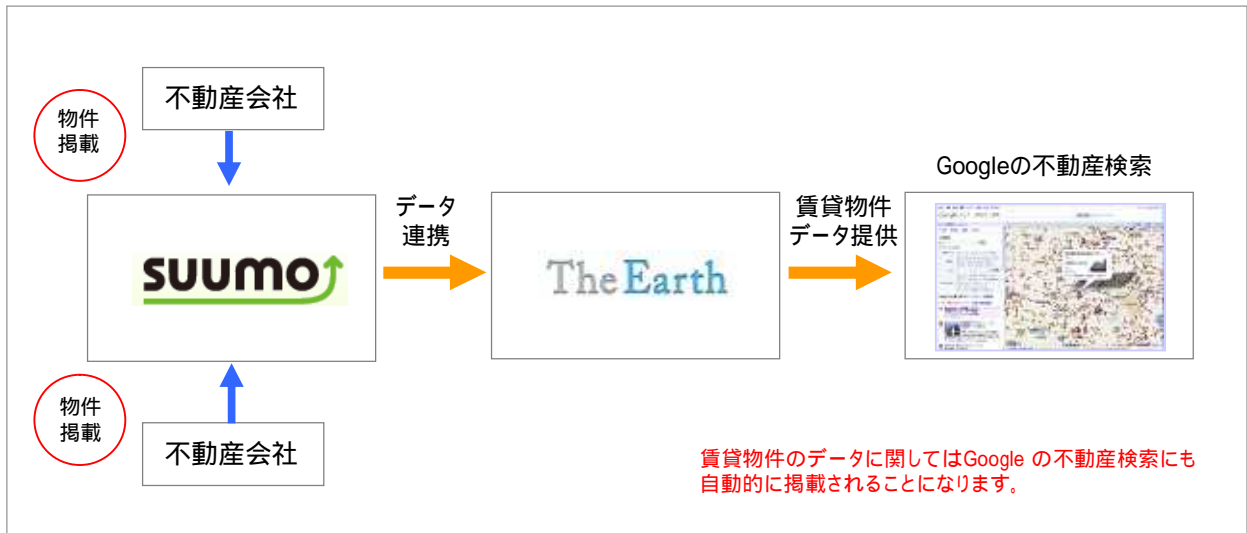 不動産会社
物件
掲載
Googleの不動産検索
データ
連携
賃貸物件
データ提供
SUUMO
The Earth
物件
掲載
不動産会社
賃貸物件のデータに関してはGoogle の不動産検索にも
自動的に掲載されることになります。